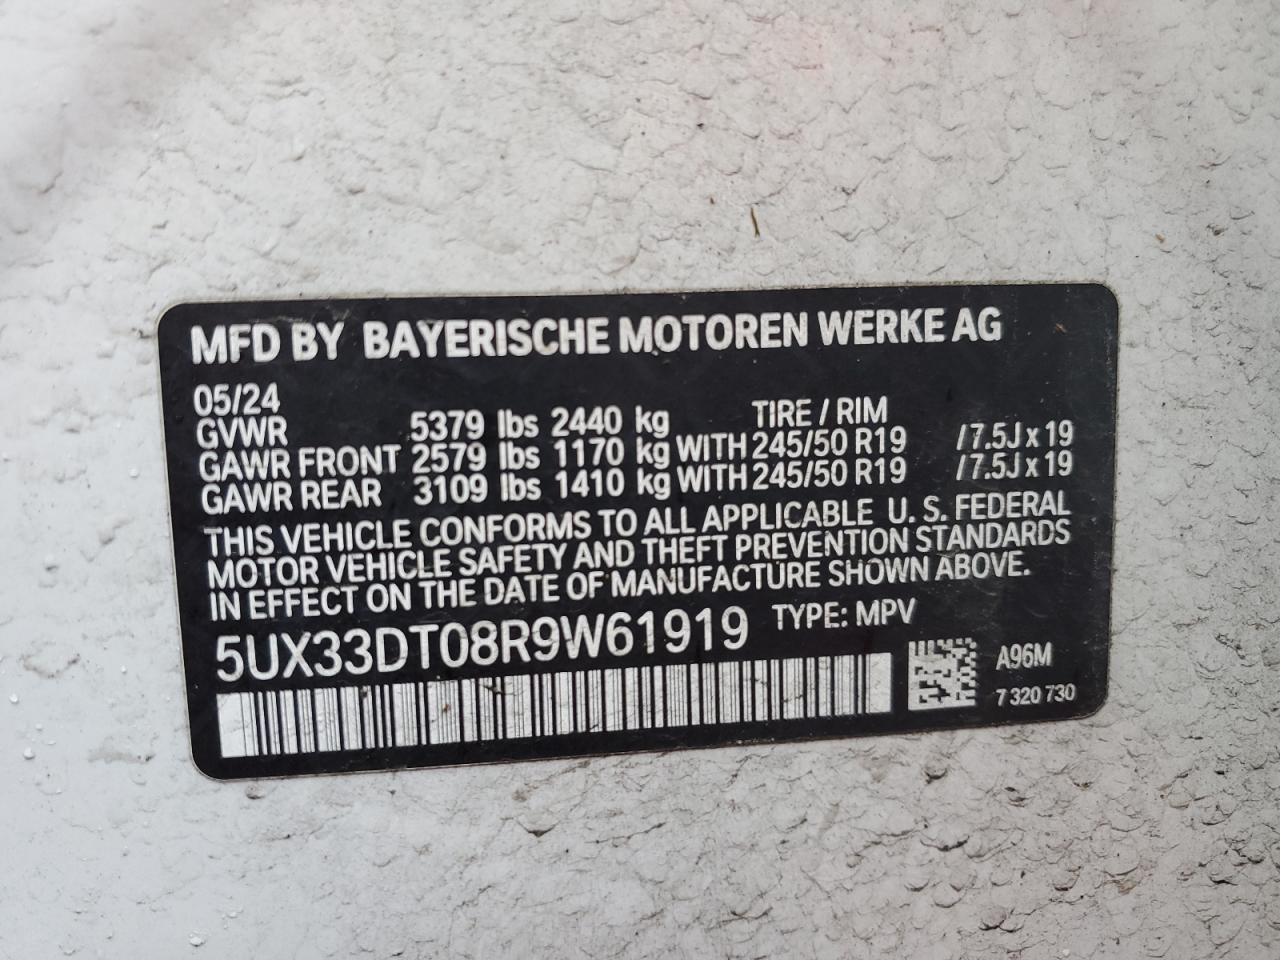 MFD BY BAYERISCHE MOTOREN WERKE AG
05/24 TIRE / RIM
GVWR 5379 lbs 2440 kg
GAWR FRONT 2579 lbs 1170 kg WITH 245/50 R19 / 7.5J x 19
GAWR REAR 3109 lbs 1410 kg WITH 245/50 R19 / 7.5J x 19
THIS VEHICLE CONFORMS TO ALL APPLICABLE U. S. FEDERAL
MOTOR VEHICLE SAFETY AND THEFT PREVENTION STANDARDS
IN EFFECT ON THE DATE OF MANUFACTURE SHOWN ABOVE.
5UX33DT08R9W61919 TYPE: MPV
A96M
7 320 730